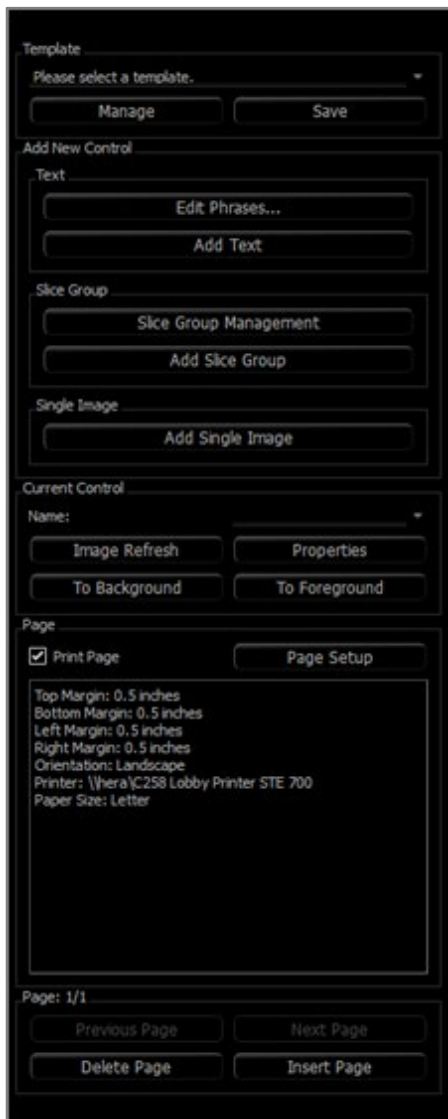 Template
Please select a template.
Manage Save
Add New Control
Text
Edit Phrases...
Add Text
Slice Group
Slice Group Management
Add Slice Group
Single Image
Add Single Image
Current Control
Name:
Image Refresh Properties
To Background To Foreground
Page
Print Page Page Setup
Top Margin: 0.5 inches
Bottom Margin: 0.5 inches
Left Margin: 0.5 inches
Right Margin: 0.5 inches
Orientation: Landscape
Printer: \\hera\C258 Lobby Printer STE 700
Paper Size: Letter
Page: 1/1
Previous Page Next Page
Delete Page Insert Page